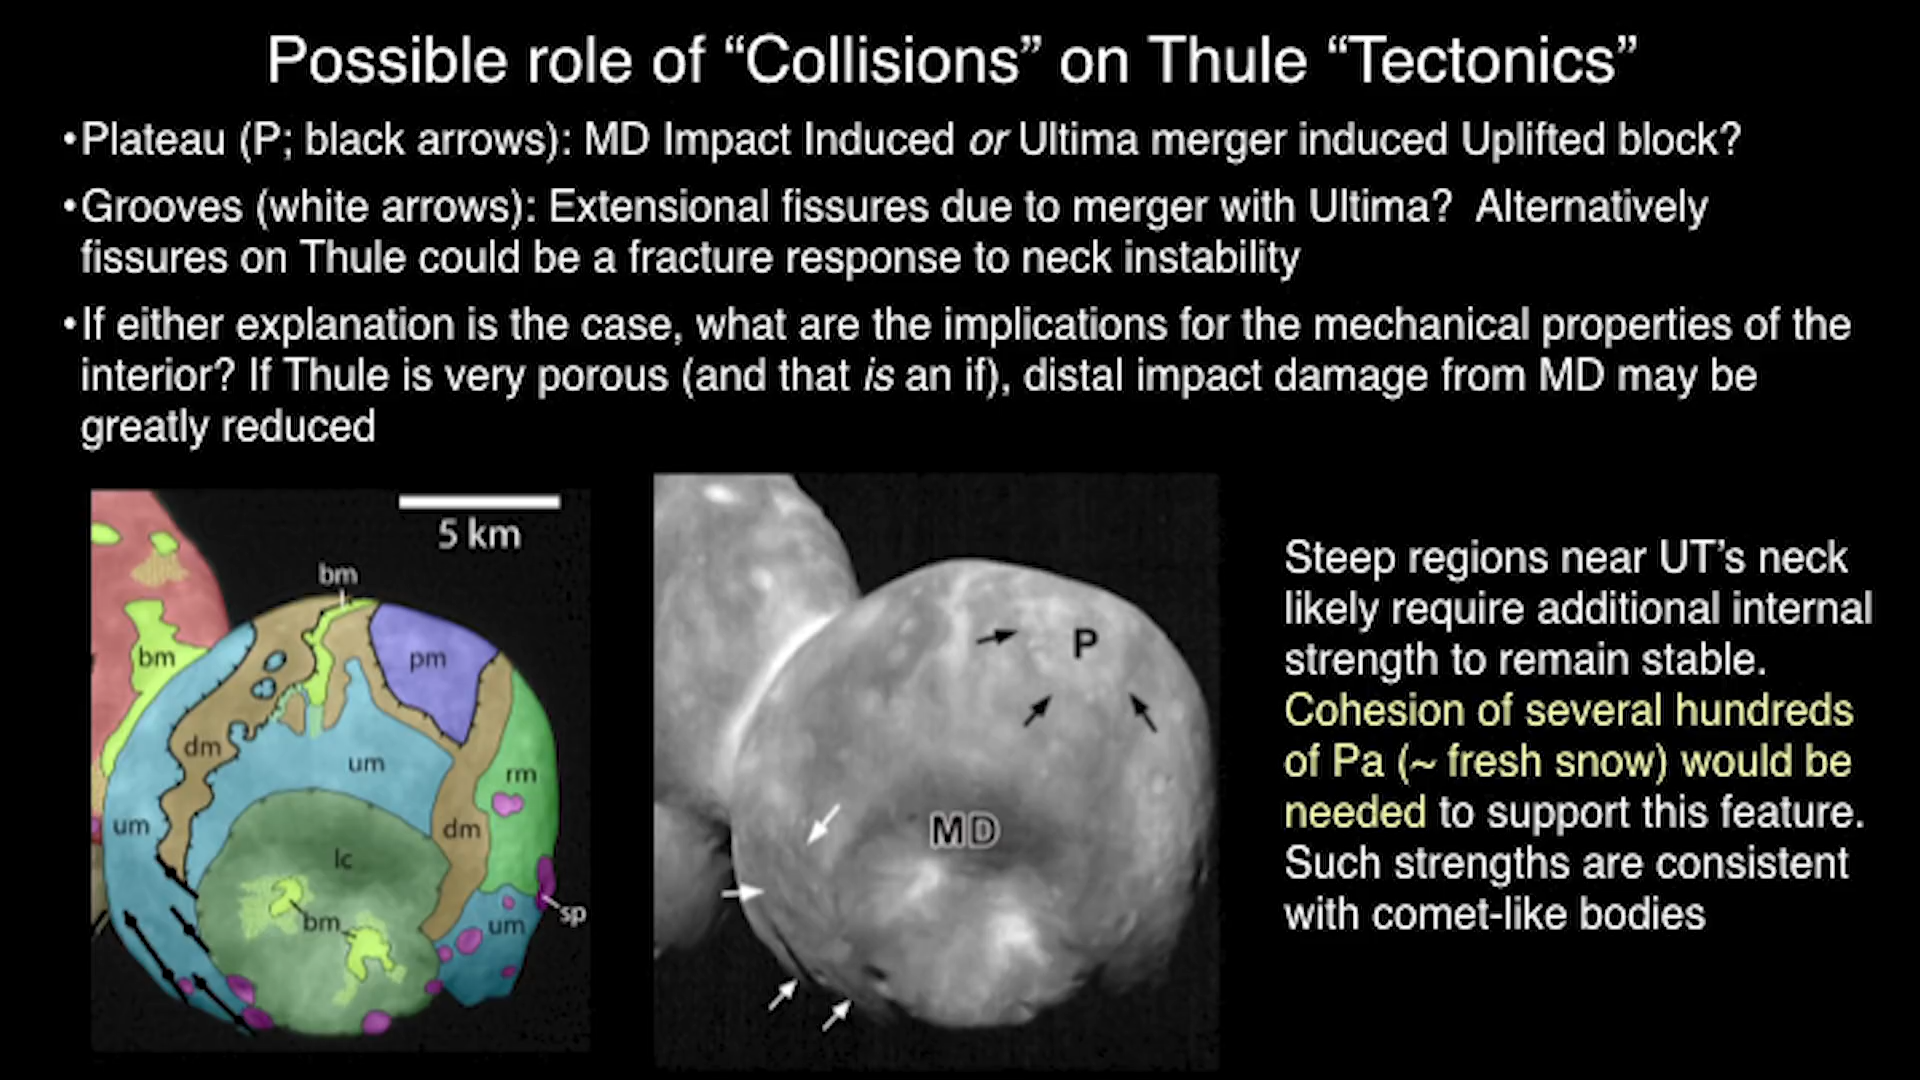 Possible role of “Collisions” on Thule “Tectonics”
•Plateau (P; black arrows): MD Impact Induced or Ultima merger induced Uplifted block?
•Grooves (white arrows): Extensional fissures due to merger with Ultima?  Alternatively
fissures on Thule could be a fracture response to neck instability
•If either explanation is the case, what are the implications for the mechanical properties of the
interior? If Thule is very porous (and that is an if), distal impact damage from MD may be
greatly reduced
5 km
bm
bm
pm
dm
um
rm
um
dm
lc
bm
um
sp
P
MD
Steep regions near UT’s neck
likely require additional internal
strength to remain stable.
Cohesion of several hundreds
of Pa (~ fresh snow) would be
needed to support this feature.
Such strengths are consistent
with comet-like bodies